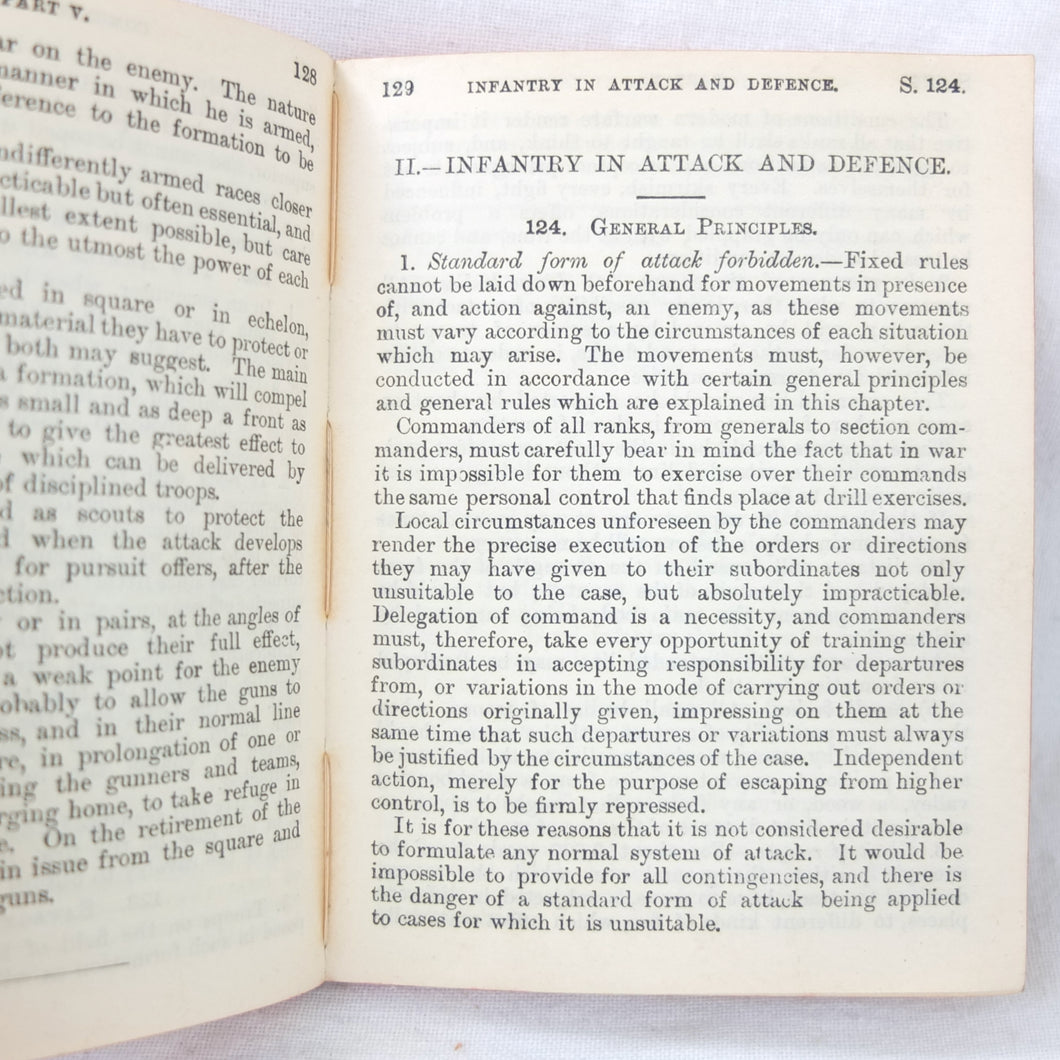 PART V.
128
on the enemy. The nature
manner in which he is armed,
to the formation to be
indifferently armed races closer
but often essential, and
extent possible, but care
to the utmost the power of each
in square or in echelon,
material they have to protect or
both may suggest. The main
formation, which will compel
small and as deep a front as
to give the greatest effect to
which can be delivered by
of disciplined troops.
as scouts to protect the
when the attack develops
for pursuit offers, after the
or in pairs, at the angles of
produce their full effect,
a weak point for the enemy
to allow the guns to
and in their normal line
in prolongation of one or
the gunners and teams,
home, to take refuge in
On the retirement of the
in issue from the square and
guns.
129 INFANTRY IN ATTACK AND DEFENCE. S. 124.
II.—INFANTRY IN ATTACK AND DEFENCE.
124. General Principles.
1. Standard form of attack forbidden.—Fixed rules
cannot be laid down beforehand for movements in presence
of, and action against, an enemy, as these movements
must vary according to the circumstances of each situation
which may arise. The movements must, however, be
conducted in accordance with certain general principles
and general rules which are explained in this chapter.
Commanders of all ranks, from generals to section com-
manders, must carefully bear in mind the fact that in war
it is impossible for them to exercise over their commands
the same personal control that finds place at drill exercises.
Local circumstances unforeseen by the commanders may
render the precise execution of the orders or directions
they may have given to their subordinates not only
unsuitable to the case, but absolutely impracticable.
Delegation of command is a necessity, and commanders
must, therefore, take every opportunity of training their
subordinates in accepting responsibility for departures
from, or variations in the mode of carrying out orders or
directions originally given, impressing on them at the
same time that such departures or variations must always
be justified by the circumstances of the case. Independent
action, merely for the purpose of escaping from higher
control, is to be firmly repressed.
It is for these reasons that it is not considered desirable
to formulate any normal system of attack. It would be
impossible to provide for all contingencies, and there is
the danger of a standard form of attack being applied
to cases for which it is unsuitable.